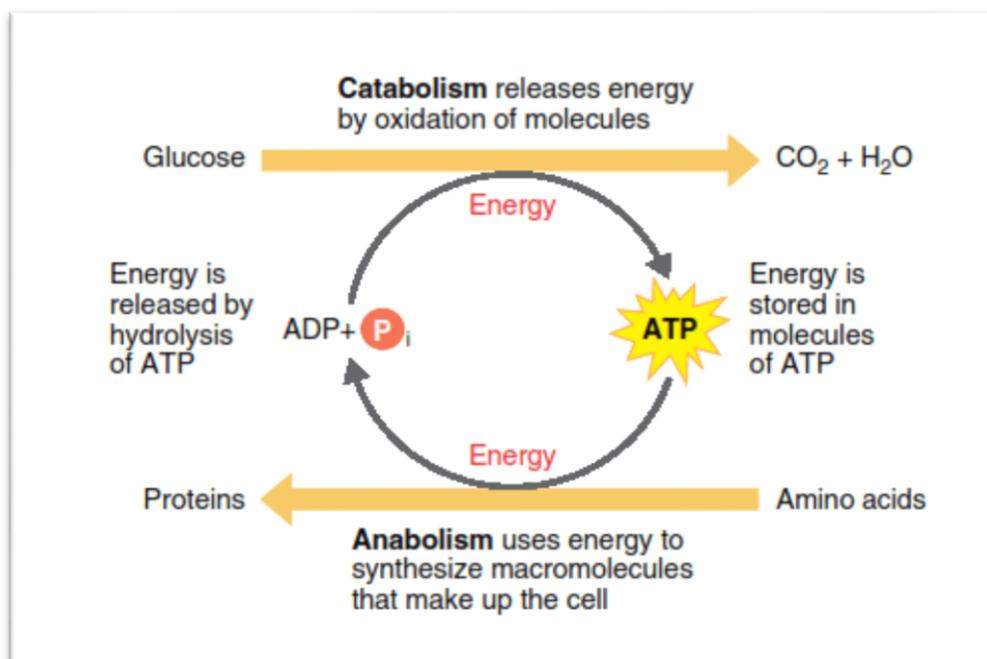 Catabolism releases energy
by oxidation of molecules
Glucose
CO₂ + H₂O
Energy
Energy is
released by
hydrolysis
of ATP
ADP+ P i
ATP
Energy is
stored in
molecules
of ATP
Energy
Proteins
Amino acids
Anabolism uses energy to
synthesize macromolecules
that make up the cell